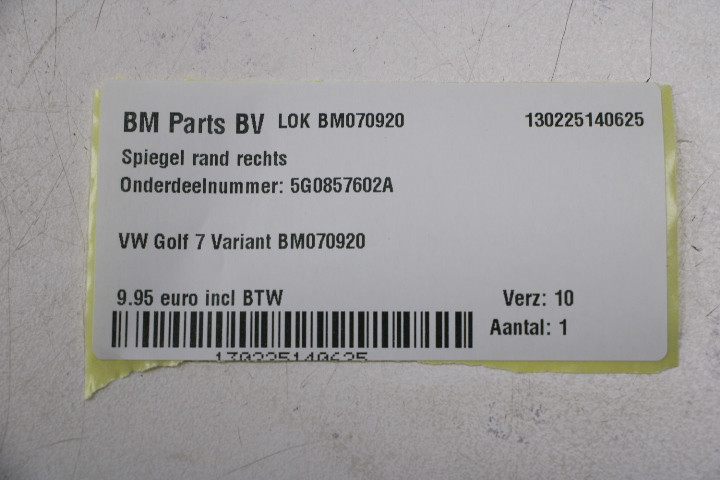 BM Parts BV LOK BM070920 130225140625
Spiegel rand rechts
Onderdeelnummer: 5G0857602A
VW Golf 7 Variant BM070920
9.95 euro incl BTW Verz: 10
Aantal: 1
130225140625